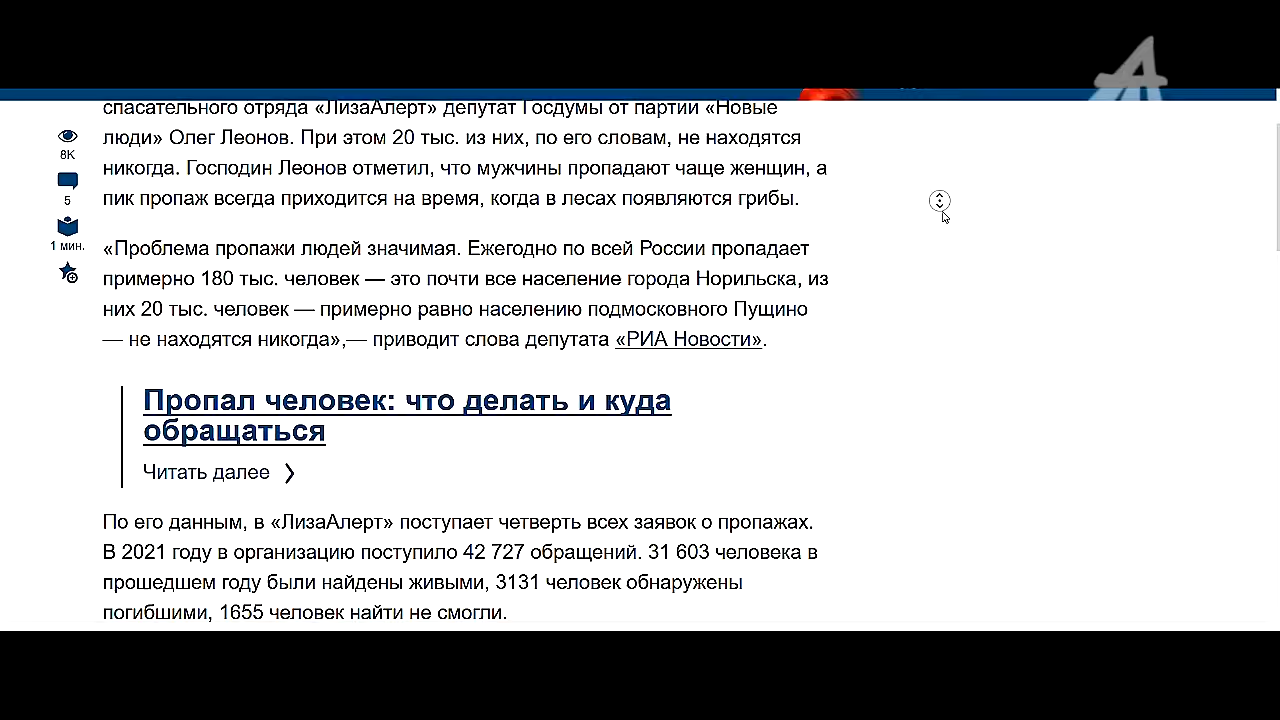 спасательного отряда «ЛизаАлерт» депутат Госдумы от партии «Новые
люди» Олег Леонов. При этом 20 тыс. из них, по его словам, не находятся
никогда. Господин Леонов отметил, что мужчины пропадают чаще женщин, а
пик пропаж всегда приходится на время, когда в лесах появляются грибы.
8K
5
1 мин.
«Проблема пропажи людей значимая. Ежегодно по всей России пропадает
примерно 180 тыс. человек — это почти все население города Норильска, из
них 20 тыс. человек — примерно равно населению подмосковного Пущино
— не находятся никогда»,— приводит слова депутата «РИА Новости».
Пропал человек: что делать и куда
обращаться
Читать далее
По его данным, в «ЛизаАлерт» поступает четверть всех заявок о пропажах.
В 2021 году в организацию поступило 42 727 обращений. 31 603 человека в
прошедшем году были найдены живыми, 3131 человек обнаружены
погибшими, 1655 человек найти не смогли.